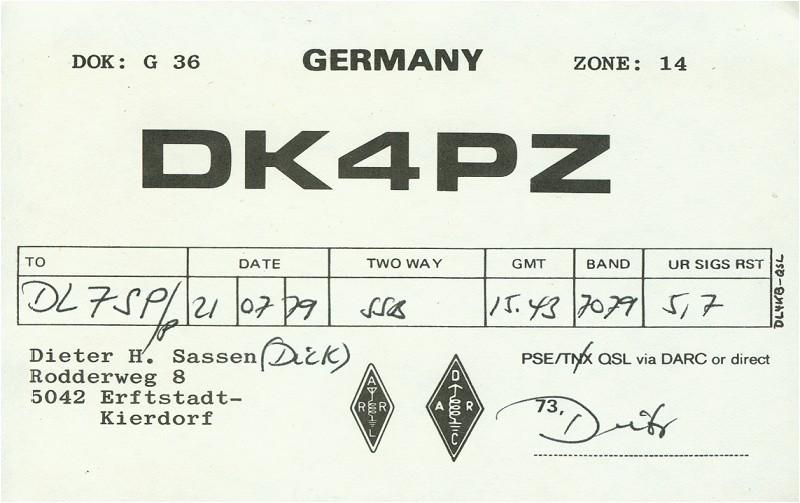 DOK: G 36 GERMANY ZONE: 14
DK4PZ
TO DATE TWO WAY GMT BAND UR SIGS RST
DL7SP/p 21 07 79 SSB 15.43 7079 5,7
DL4KB-QSL
Dieter H. Sassen (Dick)
Rodderweg 8
5042 Erftstadt-
Kierdorf
PSE/TNX QSL via DARC or direct
A R R L
D A R C
73, Dieter